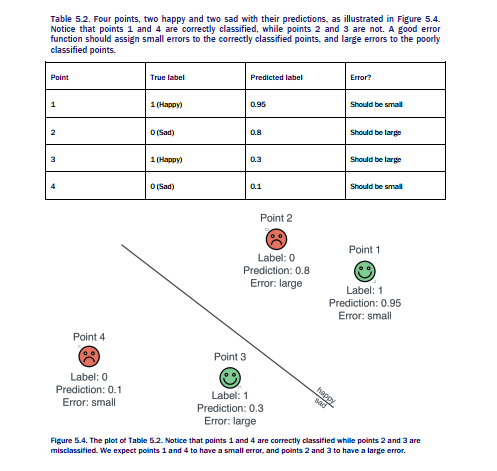 Table 5.2. Four points, two happy and two sad with their predictions, as illustrated in Figure 5.4.
Notice that points 1 and 4 are correctly classified, while points 2 and 3 are not. A good error
function should assign small errors to the correctly classified points, and large errors to the poorly
classified points.
Point True label Predicted label Error?
1 1 (Happy) 0.95 Should be small
2 0 (Sad) 0.8 Should be large
3 1 (Happy) 0.3 Should be large
4 0 (Sad) 0.1 Should be small
Point 2
Label: 0
Prediction: 0.8
Error: large
Point 1
Label: 1
Prediction: 0.95
Error: small
Point 4
Label: 0
Prediction: 0.1
Error: small
Point 3
Label: 1
Prediction: 0.3
Error: large
happy
sad
Figure 5.4. The plot of Table 5.2. Notice that points 1 and 4 are correctly classified while points 2 and 3 are
misclassified. We expect points 1 and 4 to have a small error, and points 2 and 3 to have a large error.